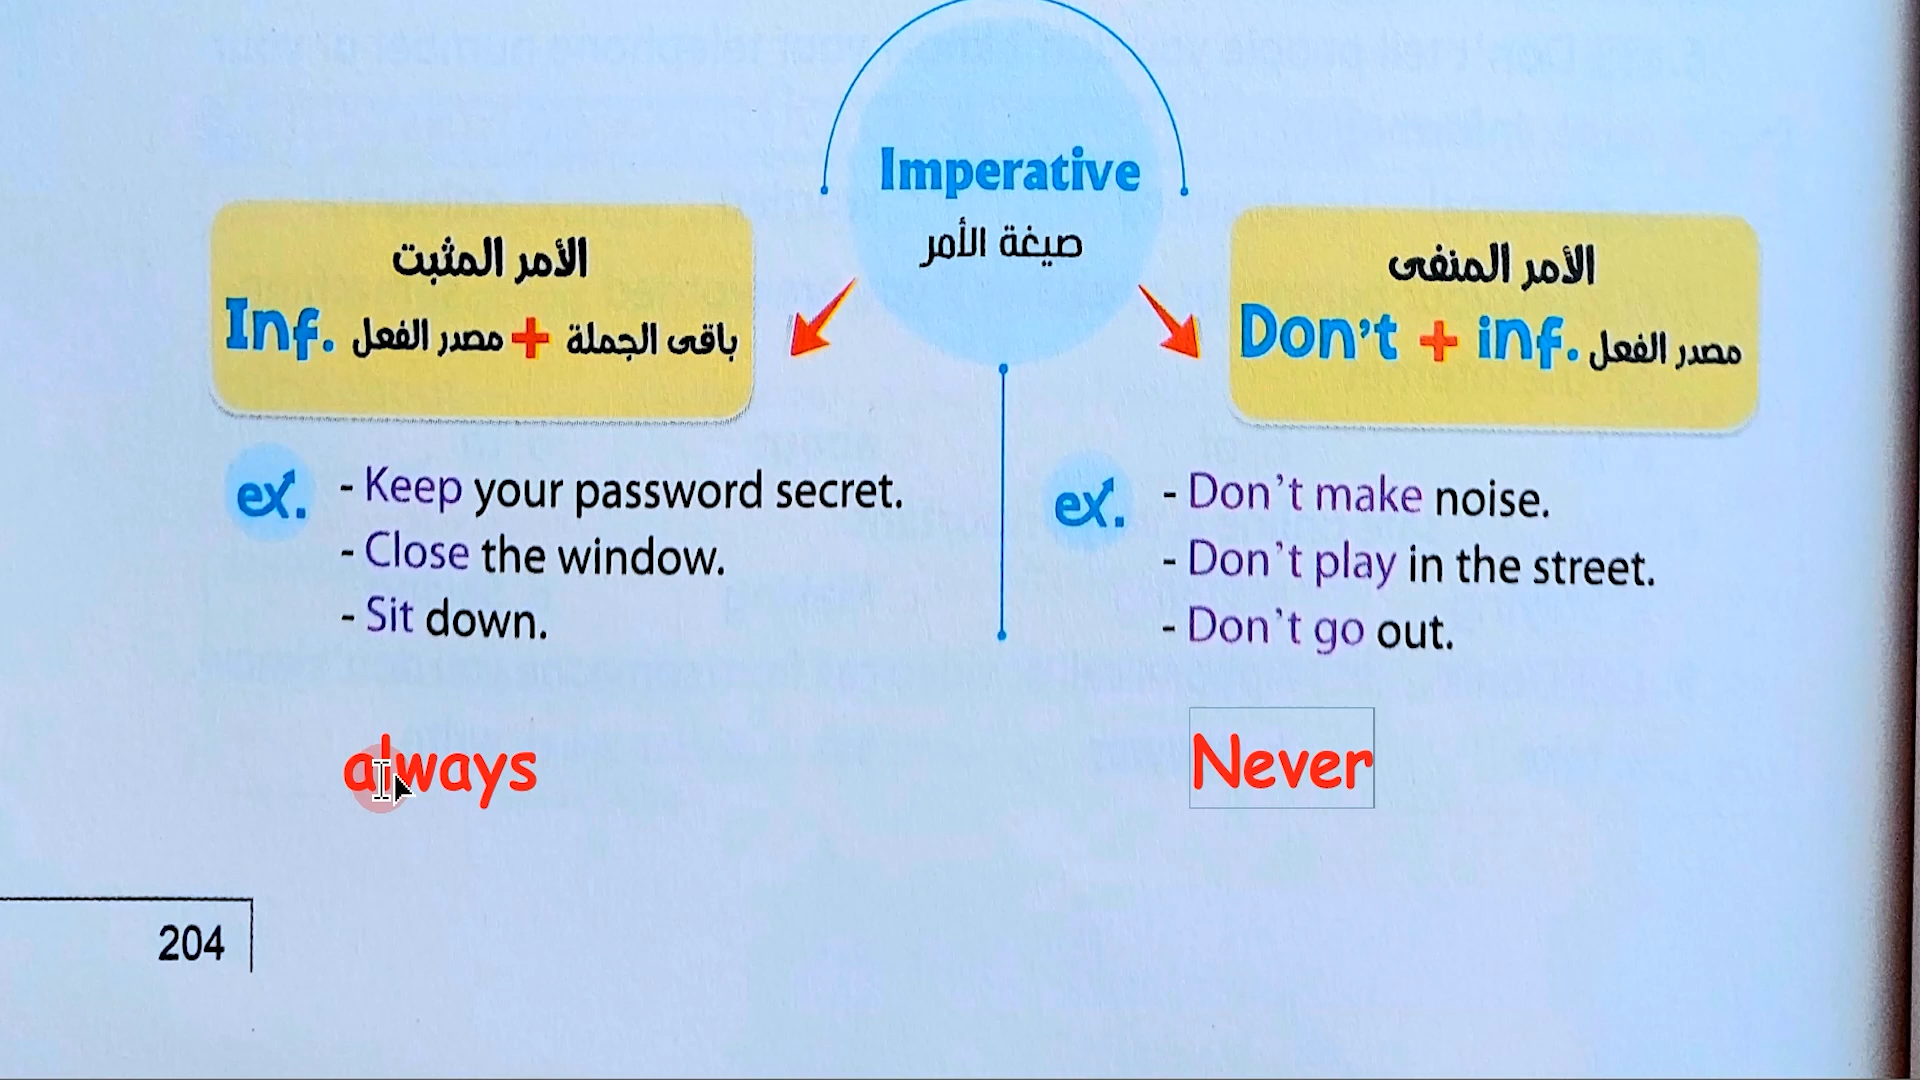 Imperative
صيغة الأمر
الأمر المثبت
Inf. مصدر الفعل + باقى الجملة
ex. - Keep your password secret.
- Close the window.
- Sit down.
always
الأمر المنفى
Don't + inf. مصدر الفعل
ex. - Don't make noise.
- Don't play in the street.
- Don't go out.
Never
204